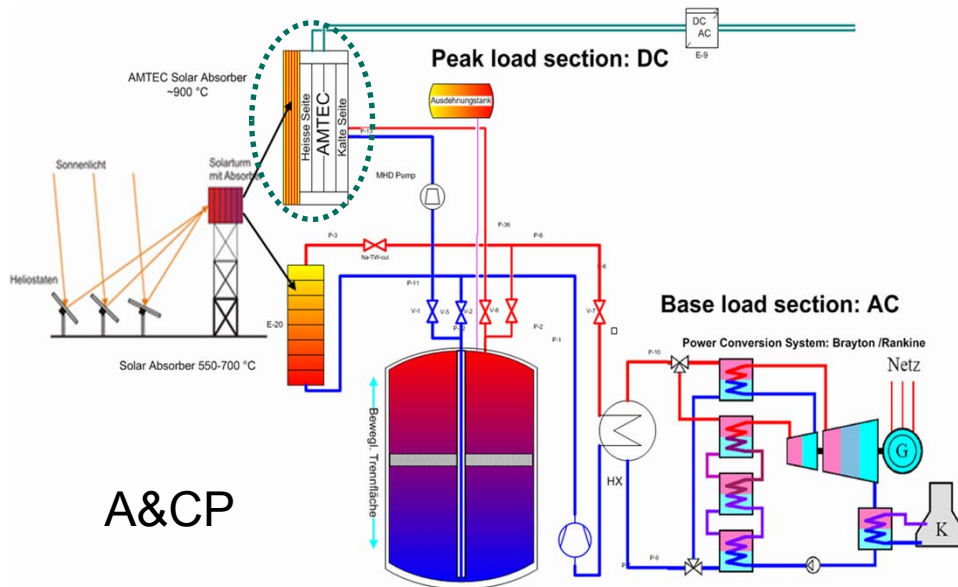 DC
AC
E-9
Peak load section: DC
AMTEC Solar Absorber
~900 °C
Ausdehnungstank
Heisse Seite
AMTEC
Kalte Seite
P-13
Sonnenlicht
Solarturm
mit Absorber
MHD Pump
P-36
P-3
P-6
Na-TW-out
Heliostaten
P-11
E-20
V-1
V-5
V-2
V-6
V-7
P-2
P-1
Base load section: AC
Power Conversion System: Brayton /Rankine
P-10
Netz
Solar Absorber 550-700 °C
Bewegl. Trennfläche
G
HX
A&CP
K
P-9